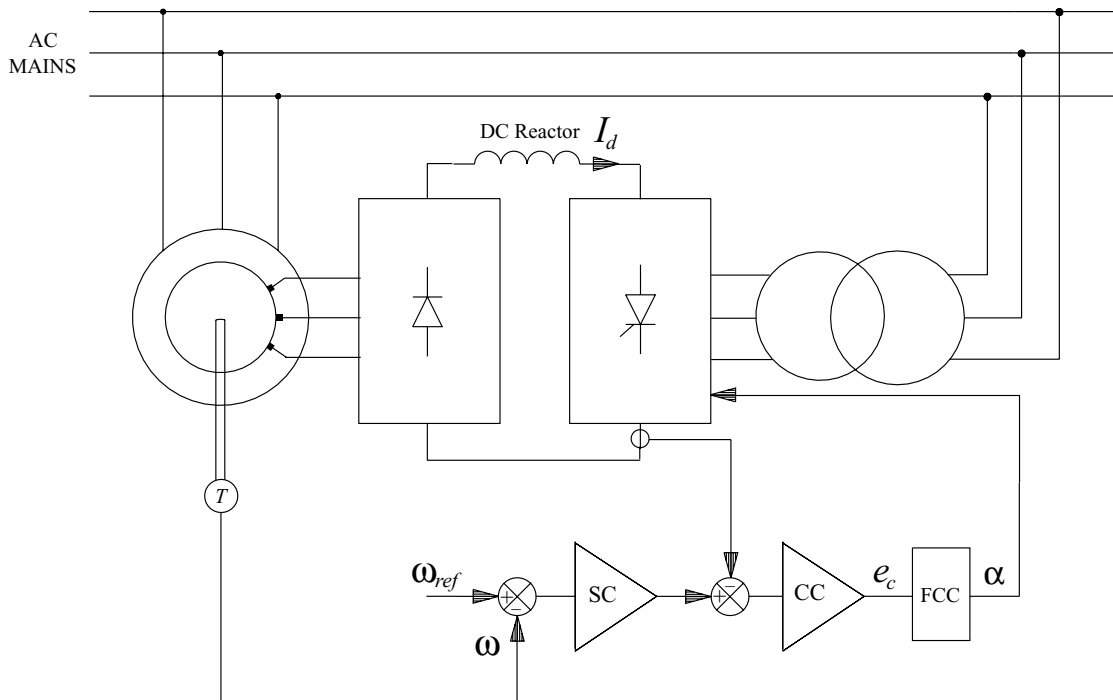 AC
MAINS
DC Reactor
I_d
T
ω_ref
+
−
ω
SC
+
−
CC
e_c
FCC
α